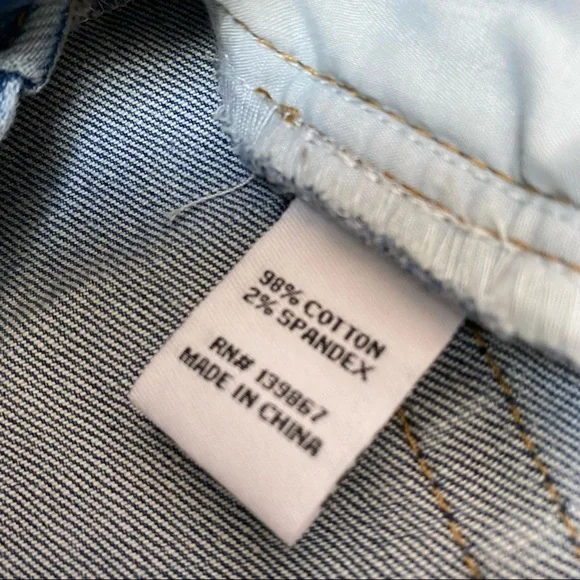 98% COTTON
2% SPANDEX
RN# 139867
MADE IN CHINA